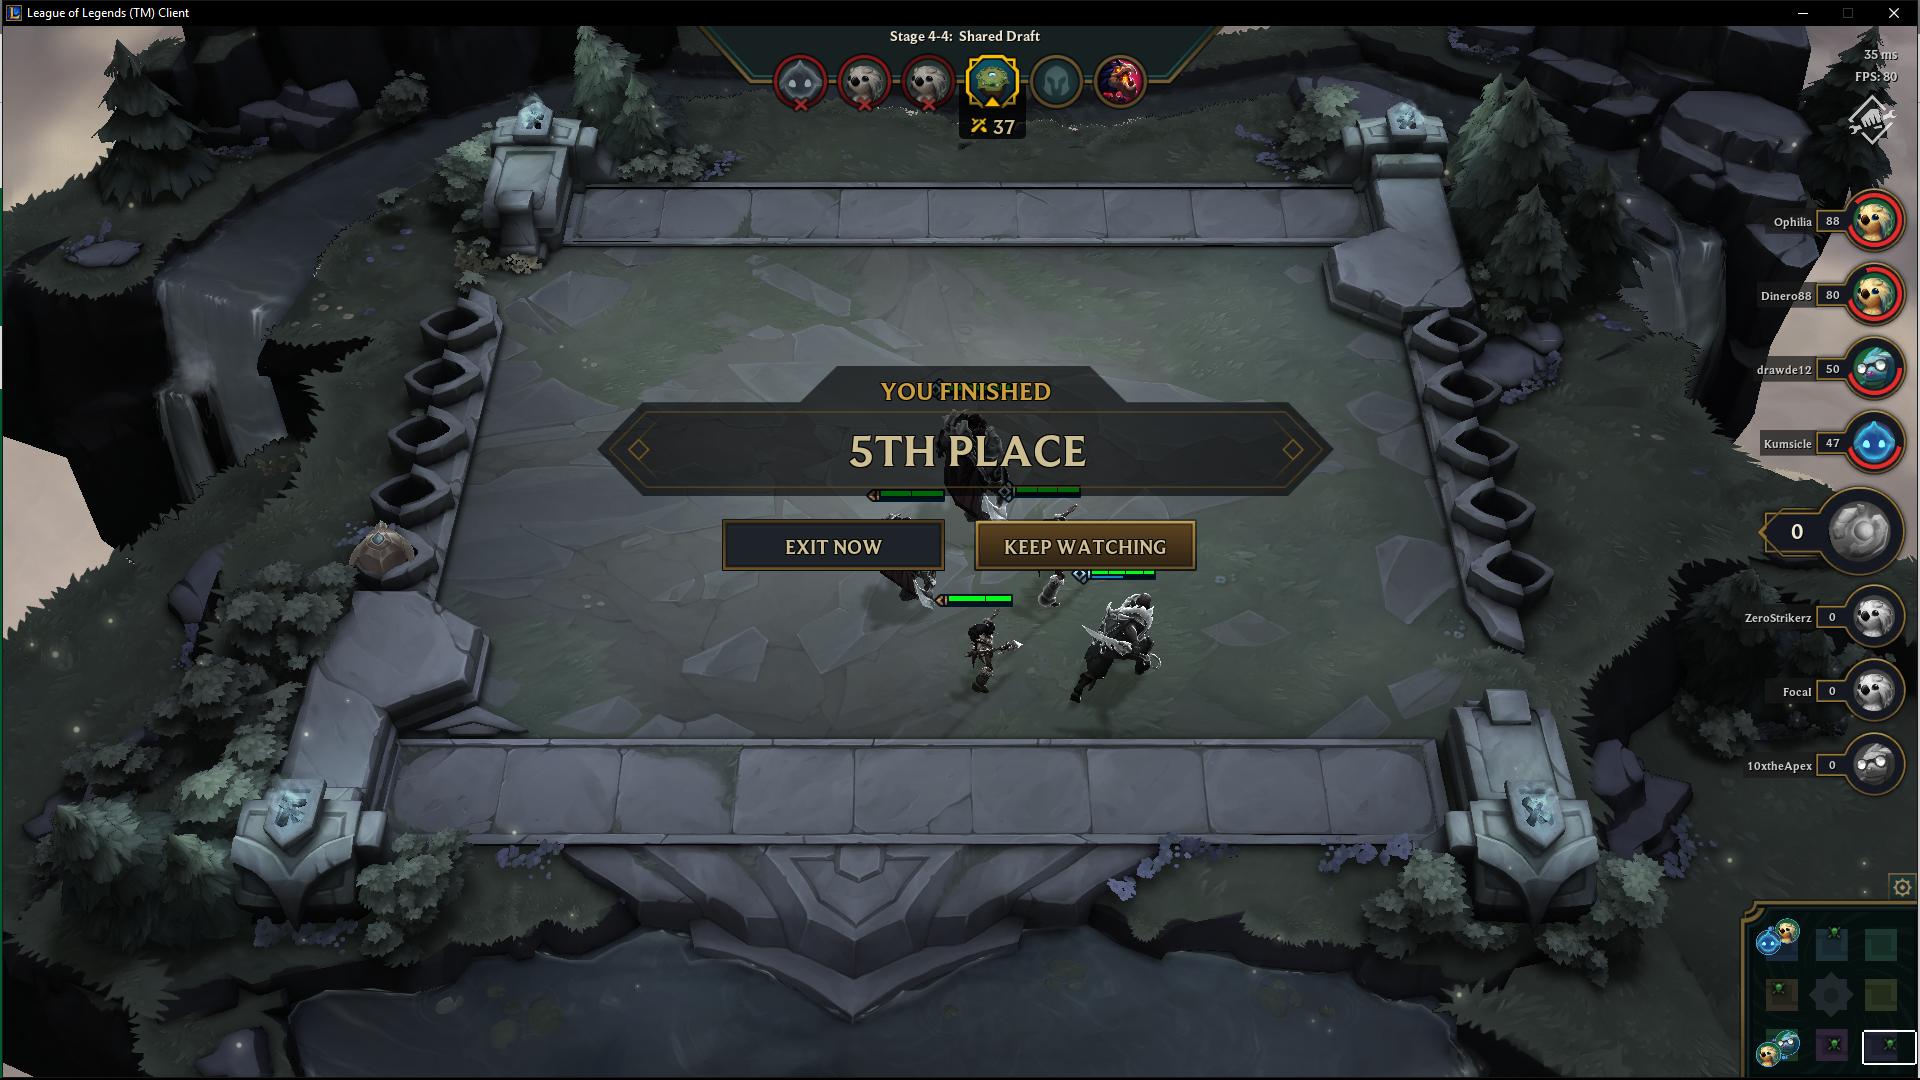 League of Legends (TM) Client
Stage 4-4: Shared Draft
37
35 ms
FPS: 80
Ophilia 88
Dinero88 80
drawde12 50
Kumsicle 47
YOU FINISHED
5TH PLACE
0
EXIT NOW
KEEP WATCHING
ZeroStrikerz 0
Focal 0
10xtheApex 0